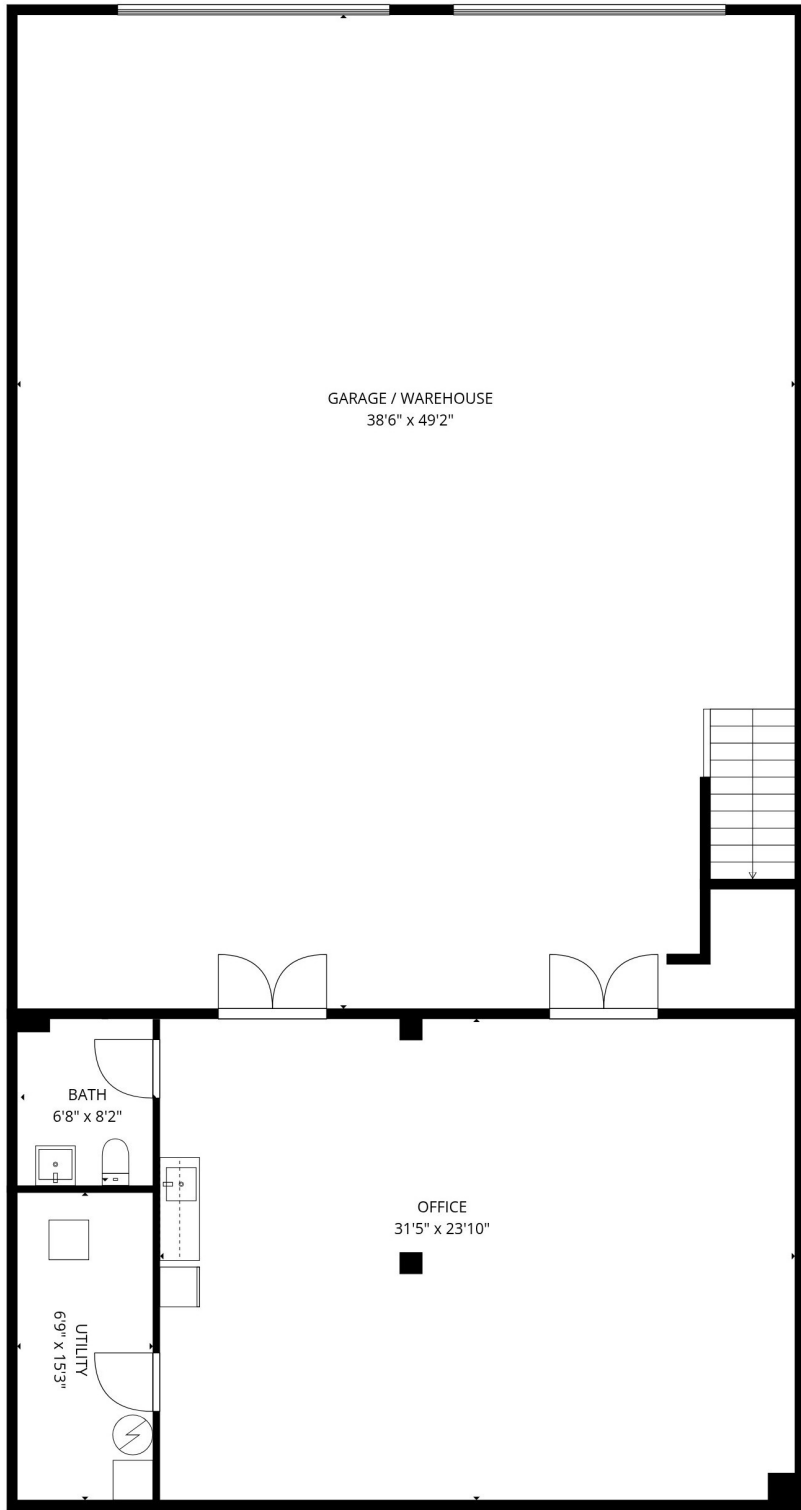 GARAGE / WAREHOUSE
38'6" x 49'2"
BATH
6'8" x 8'2"
OFFICE
31'5" x 23'10"
UTILITY
6'9" x 15'3"